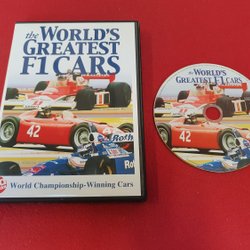 the WORLD'S
GREATEST
F1 CARS
42
Roth
World Championship-Winning Cars
the WORLD'S
GREATEST F1 CARS
42